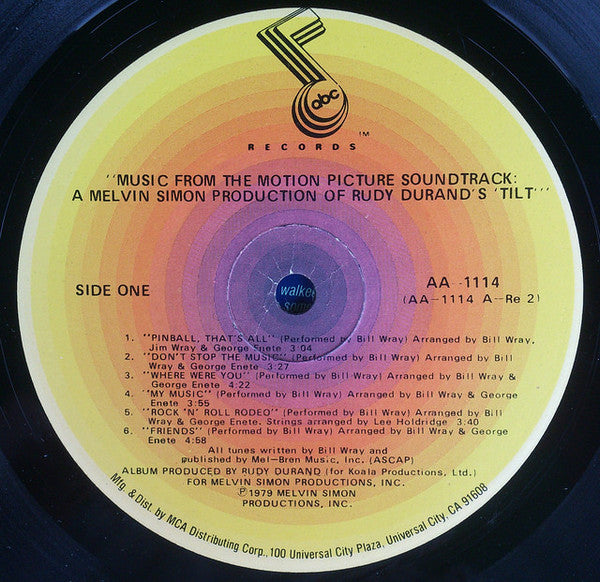 abc
TM
RECORDS
"MUSIC FROM THE MOTION PICTURE SOUNDTRACK:
A MELVIN SIMON PRODUCTION OF RUDY DURAND'S 'TILT'"
SIDE ONE
AA-1114
(AA-1114 A-Re 2)
walke
1. "PINBALL, THAT'S ALL" (Performed by Bill Wray) Arranged by Bill Wray,
Jim Wray & George Enete 3:04
2. "DON'T STOP THE MUSIC" (Performed by Bill Wray) Arranged by Bill
Wray & George Enete 3:27
3. "WHERE WERE YOU" (Performed by Bill Wray) Arranged by Bill Wray &
George Enete 4:22
4. "MY MUSIC" (Performed by Bill Wray) Arranged by Bill Wray & George
Enete 3:55
5. "ROCK 'N' ROLL RODEO" (Performed by Bill Wray) Arranged by Bill
Wray & George Enete. Strings arranged by Lee Holdridge 3:40
6. "FRIENDS" (Performed by Bill Wray) Arranged by Bill Wray & George
Enete 4:58
All tunes written by Bill Wray and
published by Mel-Bren Music, Inc. (ASCAP)
ALBUM PRODUCED BY RUDY DURAND (for Koala Productions, Ltd.)
FOR MELVIN SIMON PRODUCTIONS, INC.
℗ 1979 MELVIN SIMON
PRODUCTIONS, INC.
Mfg. & Dist. by MCA Distributing Corp., 100 Universal City Plaza, Universal City, CA 91608